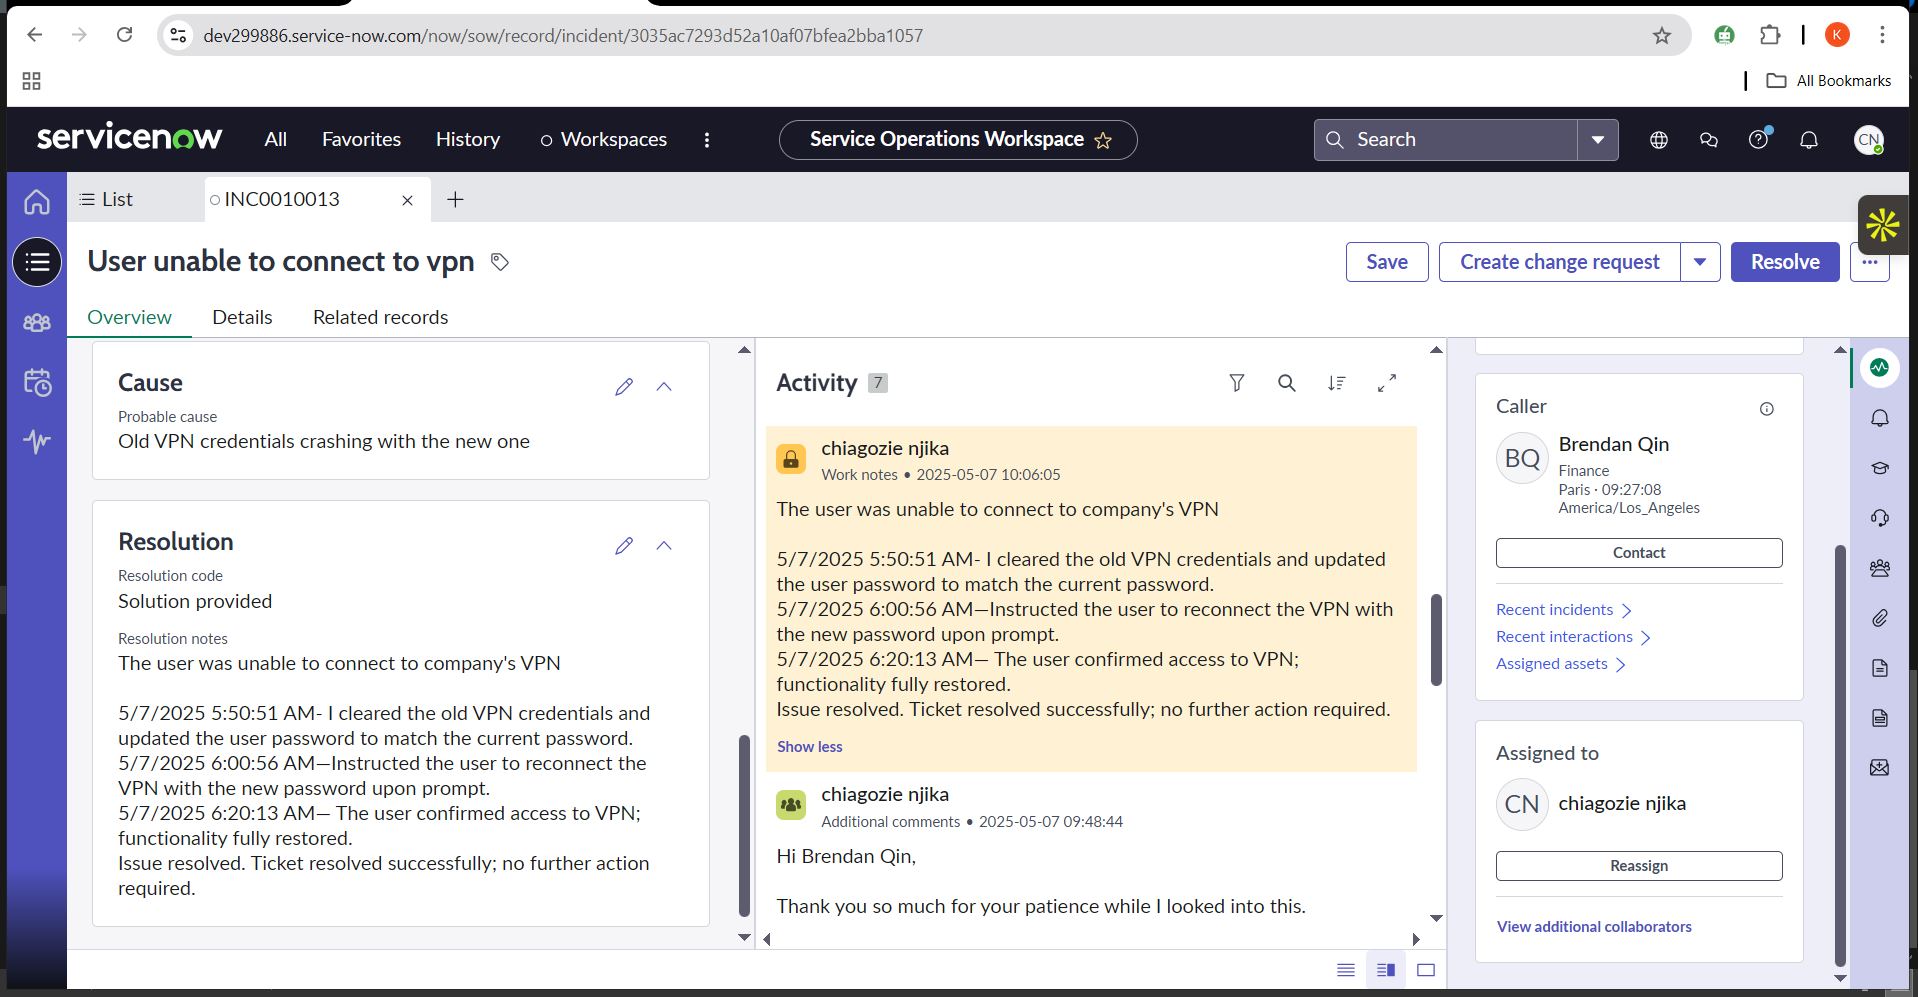 dev299886.service-now.com/now/sow/record/incident/3035ac7293d52a10af07bfea2bba1057
K
All Bookmarks
servicenow
All
Favorites
History
Workspaces
Service Operations Workspace
Search
CN
List
INC0010013
User unable to connect to vpn
Save
Create change request
Resolve
Overview
Details
Related records
Cause
Probable cause
Old VPN credentials crashing with the new one
Resolution
Resolution code
Solution provided
Resolution notes
The user was unable to connect to company's VPN
5/7/2025 5:50:51 AM- I cleared the old VPN credentials and
updated the user password to match the current password.
5/7/2025 6:00:56 AM—Instructed the user to reconnect the
VPN with the new password upon prompt.
5/7/2025 6:20:13 AM— The user confirmed access to VPN;
functionality fully restored.
Issue resolved. Ticket resolved successfully; no further action
required.
Activity 7
chiagozie njika
Work notes • 2025-05-07 10:06:05
The user was unable to connect to company's VPN
5/7/2025 5:50:51 AM- I cleared the old VPN credentials and updated
the user password to match the current password.
5/7/2025 6:00:56 AM—Instructed the user to reconnect the VPN with
the new password upon prompt.
5/7/2025 6:20:13 AM— The user confirmed access to VPN;
functionality fully restored.
Issue resolved. Ticket resolved successfully; no further action required.
Show less
chiagozie njika
Additional comments • 2025-05-07 09:48:44
Hi Brendan Qin,
Thank you so much for your patience while I looked into this.
Caller
BQ
Brendan Qin
Finance
Paris · 09:27:08
America/Los_Angeles
Contact
Recent incidents
Recent interactions
Assigned assets
Assigned to
CN
chiagozie njika
Reassign
View additional collaborators